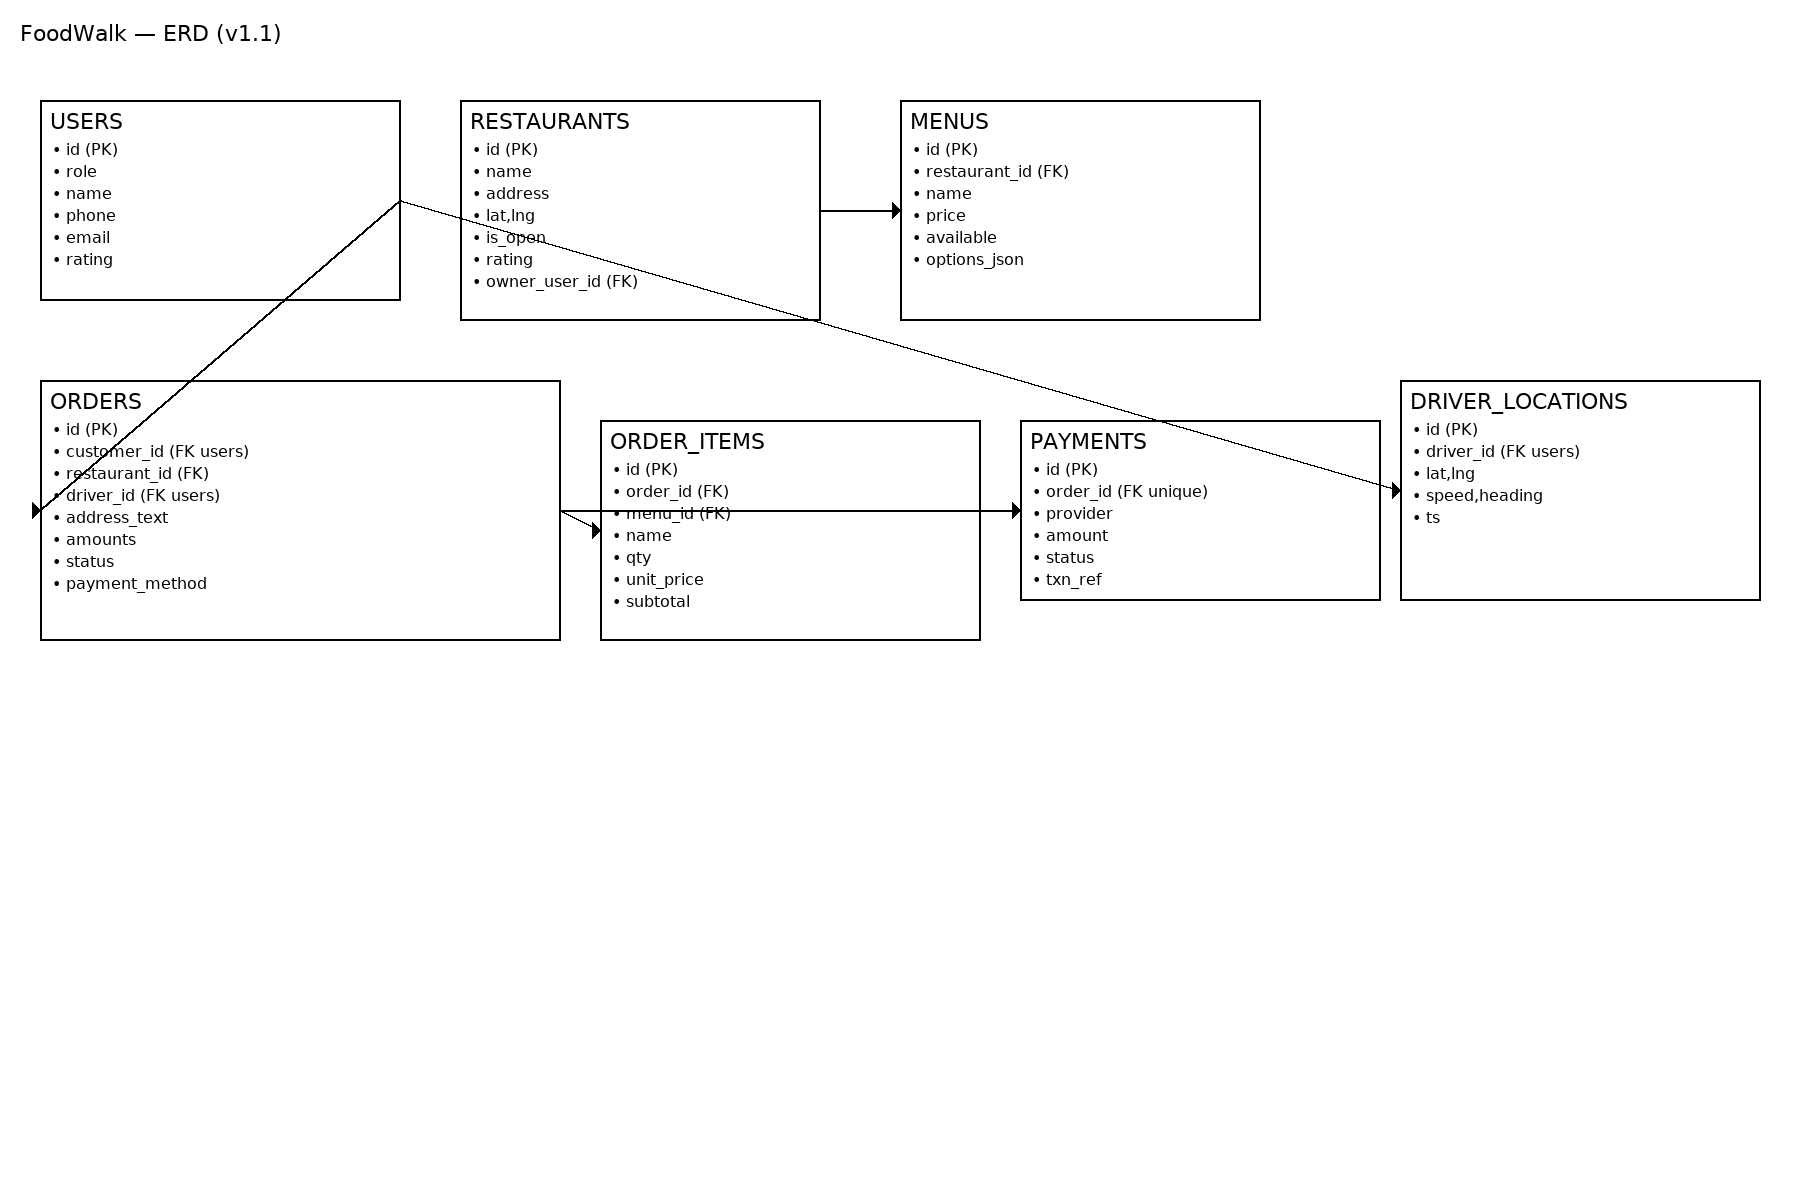 FoodWalk — ERD (v1.1)
USERS
• id (PK)
• role
• name
• phone
• email
• rating
RESTAURANTS
• id (PK)
• name
• address
• lat,lng
• is_open
• rating
• owner_user_id (FK)
MENUS
• id (PK)
• restaurant_id (FK)
• name
• price
• available
• options_json
ORDERS
• id (PK)
• customer_id (FK users)
• restaurant_id (FK)
• driver_id (FK users)
• address_text
• amounts
• status
• payment_method
ORDER_ITEMS
• id (PK)
• order_id (FK)
• menu_id (FK)
• name
• qty
• unit_price
• subtotal
PAYMENTS
• id (PK)
• order_id (FK unique)
• provider
• amount
• status
• txn_ref
DRIVER_LOCATIONS
• id (PK)
• driver_id (FK users)
• lat,lng
• speed,heading
• ts